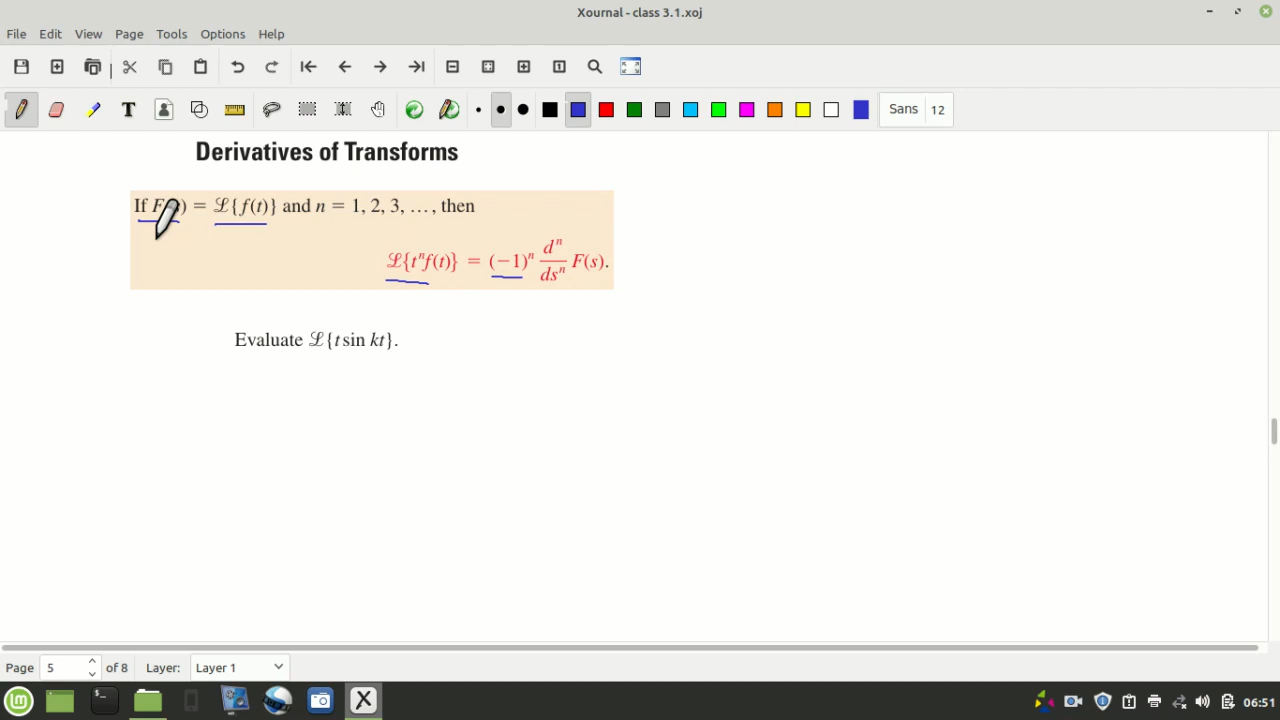 Xournal - class 3.1.xoj
File Edit View Page Tools Options Help
Sans 12
Derivatives of Transforms
If F(s) = ℒ{f(t)} and n = 1, 2, 3, …, then
ℒ{tⁿf(t)} = (−1)ⁿ dⁿ/dsⁿ F(s).
Evaluate ℒ{t sin kt}.
Page 5 of 8 Layer: Layer 1
06:51